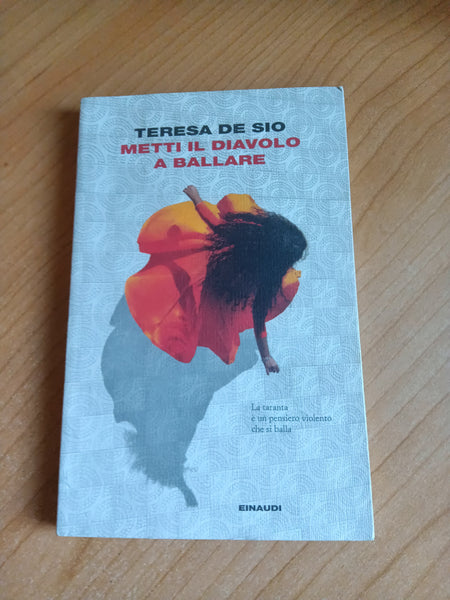 TERESA DE SIO
METTI IL DIAVOLO
A BALLARE
La taranta
è un pensiero violento
che si balla
EINAUDI